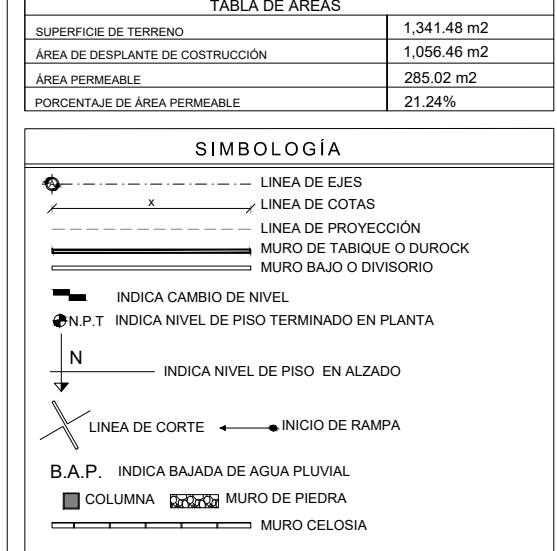 TABLA DE ÁREAS
SUPERFICIE DE TERRENO 1,341.48 m2
ÁREA DE DESPLANTE DE COSTRUCCIÓN 1,056.46 m2
ÁREA PERMEABLE 285.02 m2
PORCENTAJE DE ÁREA PERMEABLE 21.24%
SIMBOLOGÍA
LINEA DE EJES
x LINEA DE COTAS
LINEA DE PROYECCIÓN
MURO DE TABIQUE O DUROCK
MURO BAJO O DIVISORIO
INDICA CAMBIO DE NIVEL
N.P.T INDICA NIVEL DE PISO TERMINADO EN PLANTA
N
INDICA NIVEL DE PISO EN ALZADO
LINEA DE CORTE INICIO DE RAMPA
B.A.P. INDICA BAJADA DE AGUA PLUVIAL
COLUMNA MURO DE PIEDRA
MURO CELOSIA